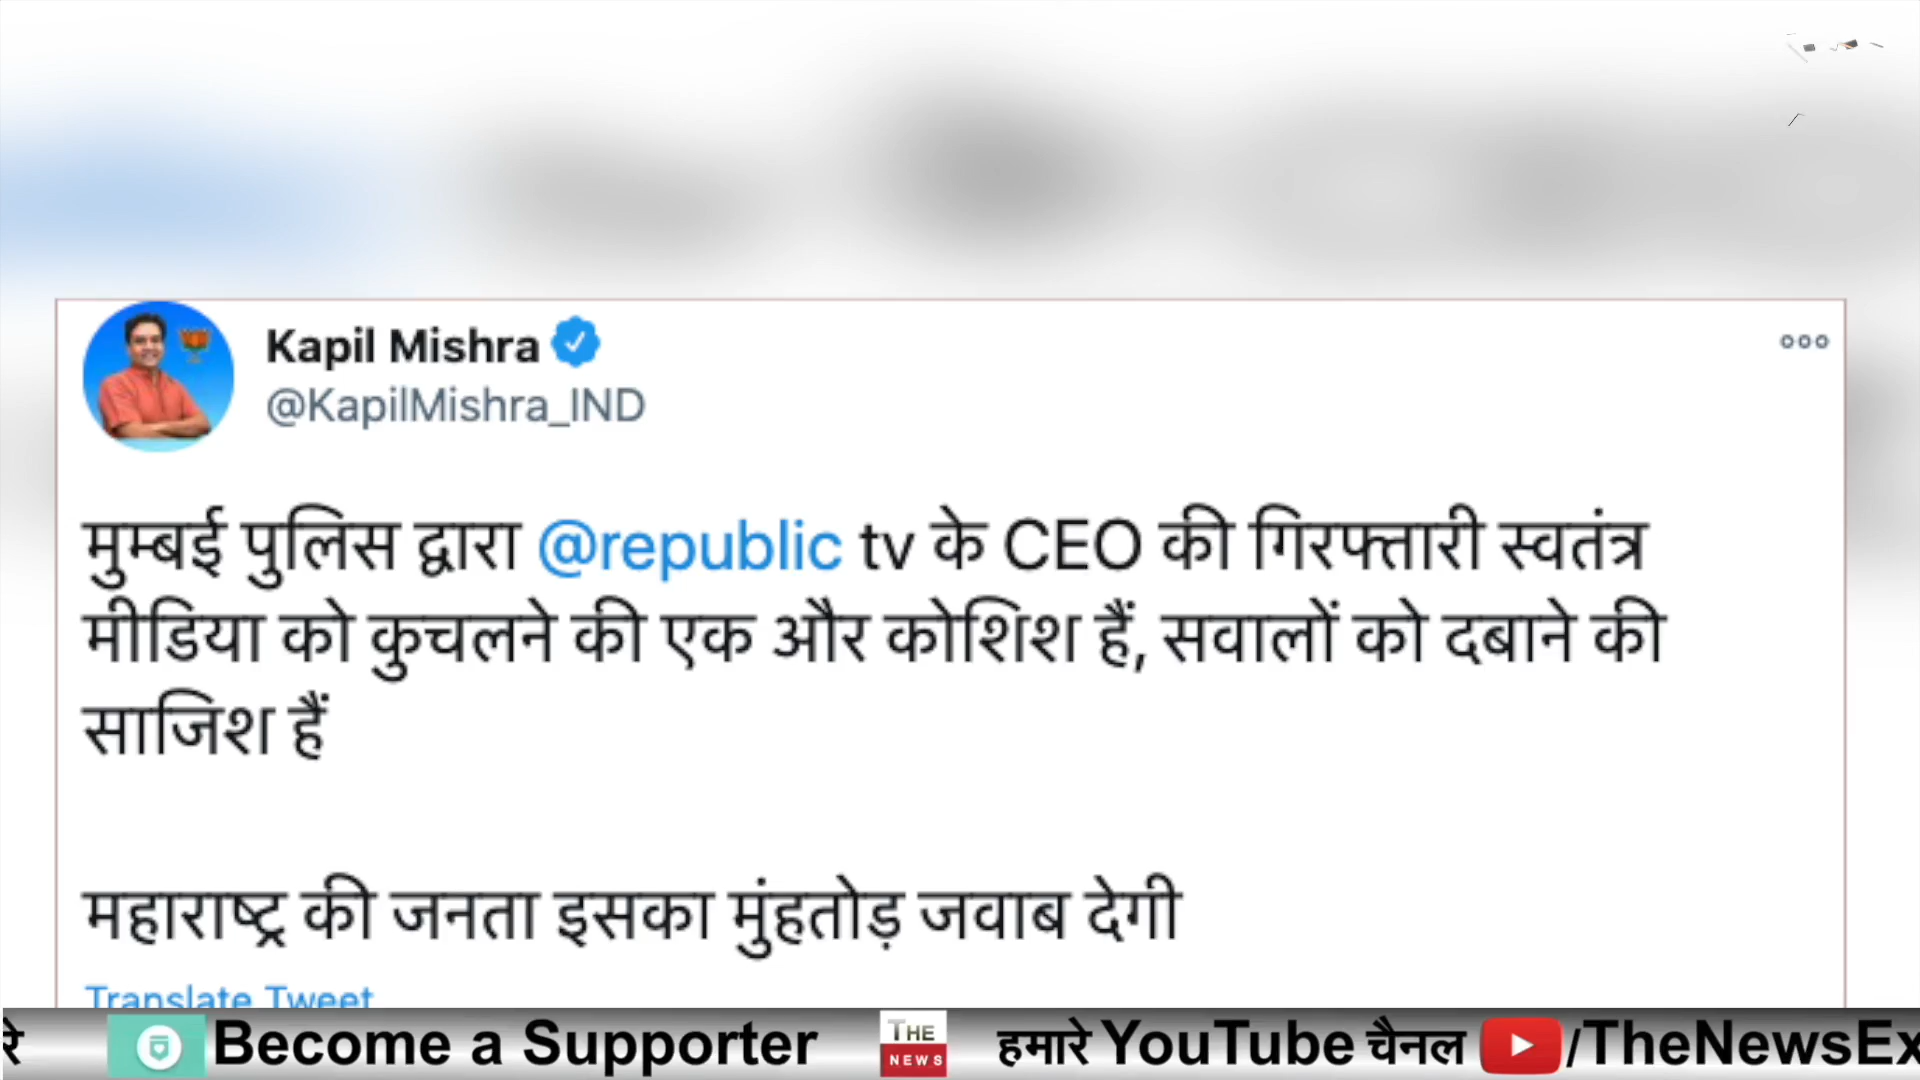 Kapil Mishra
@KapilMishra_IND
मुम्बई पुलिस द्वारा @republic tv के CEO की गिरफ्तारी स्वतंत्र
मीडिया को कुचलने की एक और कोशिश हैं, सवालों को दबाने की
साजिश हैं
महाराष्ट्र की जनता इसका मुंहतोड़ जवाब देगी
Translate Tweet
रे Become a Supporter THE NEWS हमारे YouTube चैनल /TheNewsEx